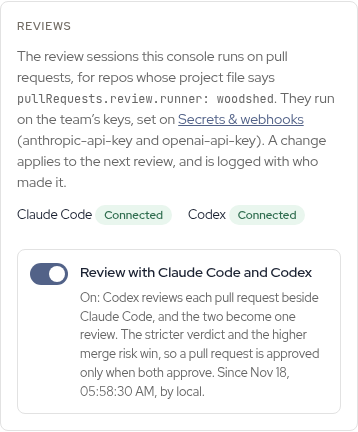 REVIEWS
The review sessions this console runs on pull
requests, for repos whose project file says
pullRequests.review.runner: woodshed. They run
on the team's keys, set on Secrets & webhooks
(anthropic-api-key and openai-api-key). A change
applies to the next review, and is logged with who
made it.
Claude Code Connected Codex Connected
Review with Claude Code and Codex
On: Codex reviews each pull request beside
Claude Code, and the two become one
review. The stricter verdict and the higher
merge risk win, so a pull request is approved
only when both approve. Since Nov 18,
05:58:30 AM, by local.